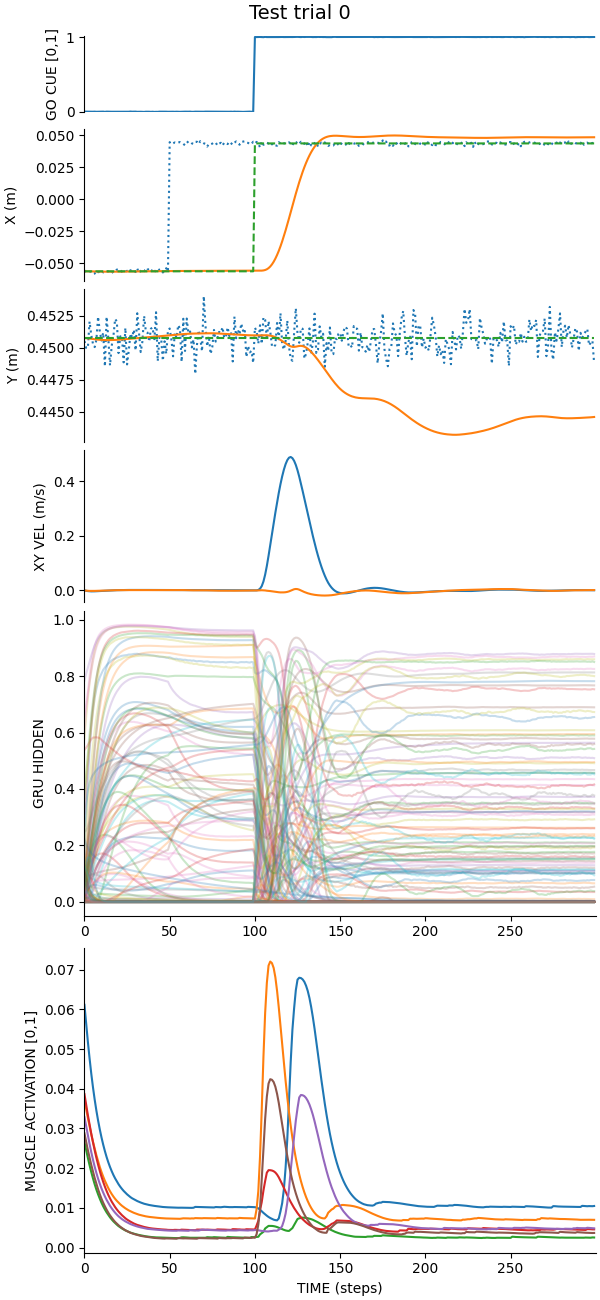 Test trial 0
GO CUE [0,1]
1
0
X (m)
0.050
0.025
0.000
−0.025
−0.050
Y (m)
0.4525
0.4500
0.4475
0.4450
XY VEL (m/s)
0.4
0.2
0.0
GRU HIDDEN
1.0
0.8
0.6
0.4
0.2
0.0
0 50 100 150 200 250
MUSCLE ACTIVATION [0,1]
0.07
0.06
0.05
0.04
0.03
0.02
0.01
0.00
0 50 100 150 200 250
TIME (steps)